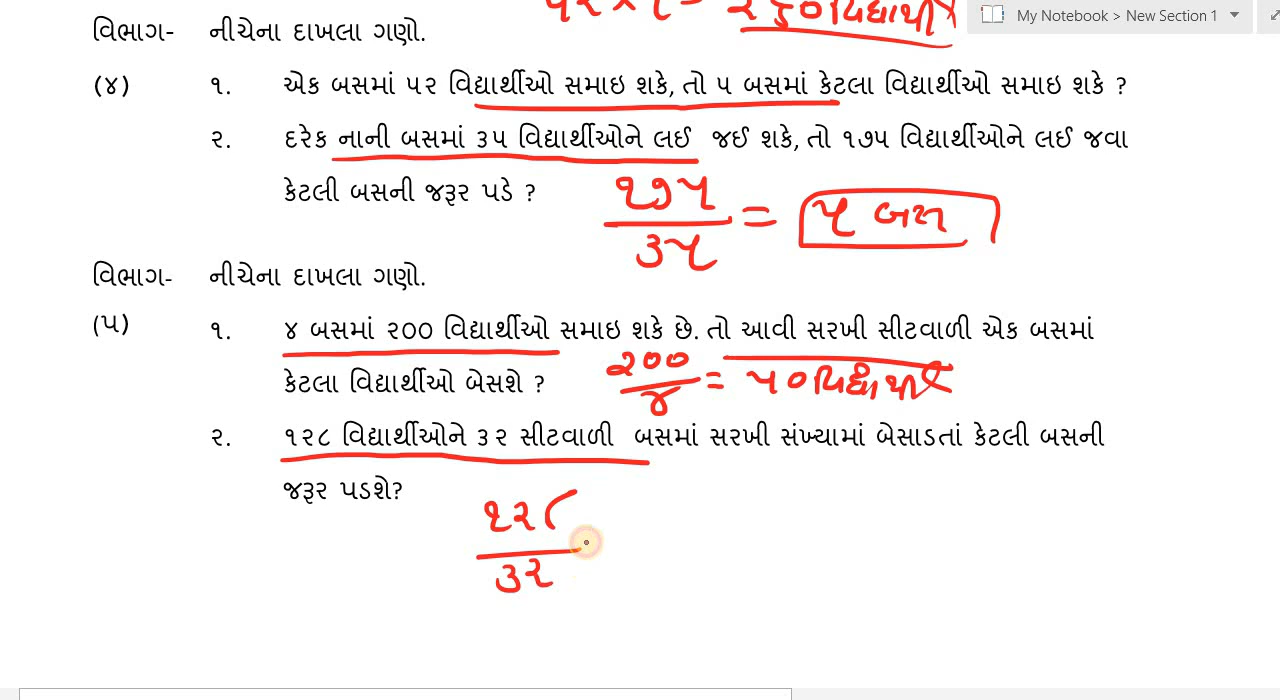 ૫૨ × ૮ = ૨૬૦ વિદ્યાર્થી
My Notebook > New Section 1
વિભાગ- નીચેના દાખલા ગણો.
(૪) ૧. એક બસમાં ૫૨ વિદ્યાર્થીઓ સમાઇ શકે, તો ૫ બસમાં કેટલા વિદ્યાર્થીઓ સમાઇ શકે ?
૨. દરેક નાની બસમાં ૩૫ વિદ્યાર્થીઓને લઈ જઈ શકે, તો ૧૭૫ વિદ્યાર્થીઓને લઈ જવા
કેટલી બસની જરૂર પડે ?
૧૭૫
= ૫ બસ
૩૫
વિભાગ- નીચેના દાખલા ગણો.
(૫) ૧. ૪ બસમાં ૨૦૦ વિદ્યાર્થીઓ સમાઇ શકે છે. તો આવી સરખી સીટવાળી એક બસમાં
કેટલા વિદ્યાર્થીઓ બેસશે ?
૨૦૦
= ૫૦ વિદ્યાર્થી
૪
૨. ૧૨૮ વિદ્યાર્થીઓને ૩૨ સીટવાળી બસમાં સરખી સંખ્યામાં બેસાડતાં કેટલી બસની
જરૂર પડશે?
૧૨૮
૩૨